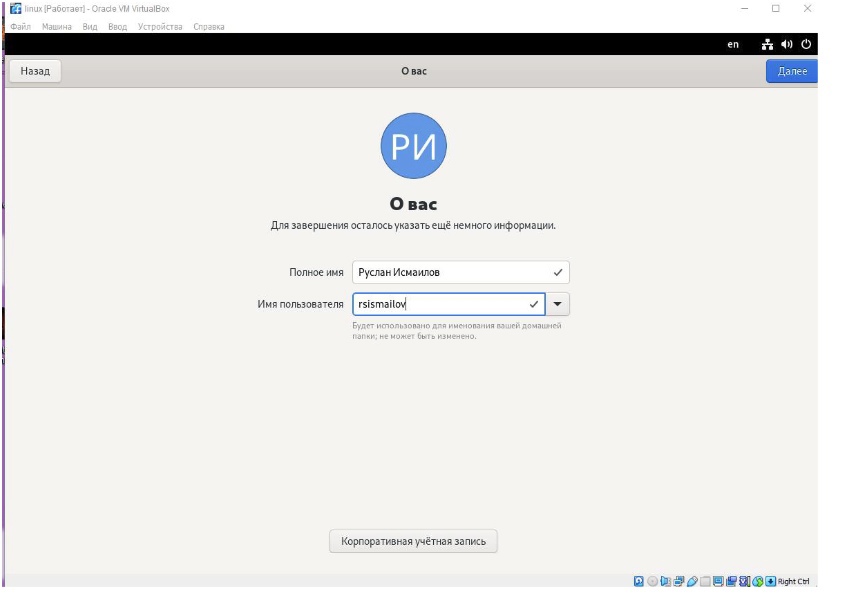 linux [Работает] - Oracle VM VirtualBox
Файл Машина Вид Ввод Устройства Справка
en
Назад О вас Далее
РИ
О вас
Для завершения осталось указать ещё немного информации.
Полное имя Руслан Исмаилов
Имя пользователя rsismailov
Будет использовано для именования вашей домашней
папки; не может быть изменено.
Корпоративная учётная запись
Right Ctrl